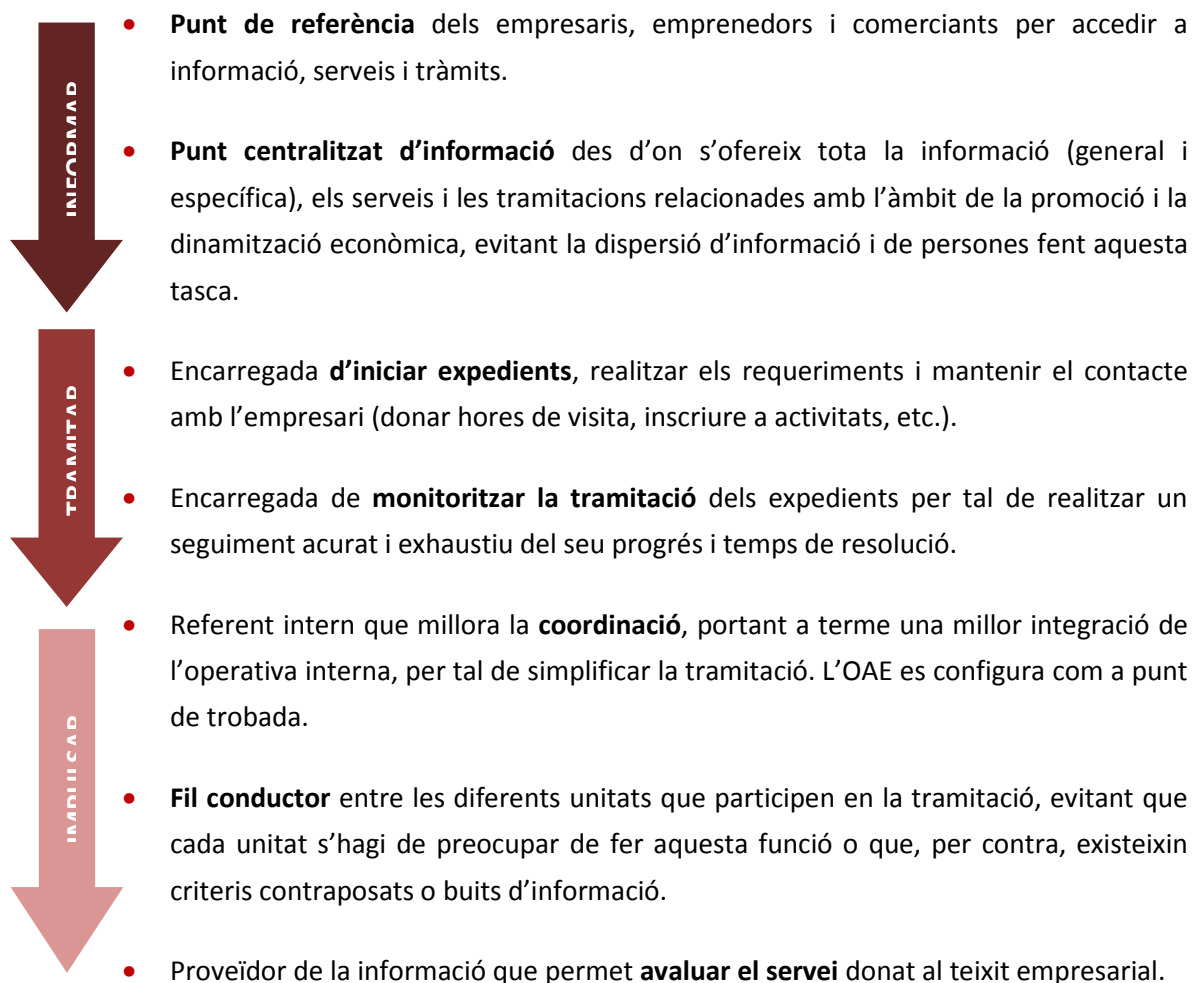 INFORMAR
• Punt de referència dels empresaris, emprenedors i comerciants per accedir a
informació, serveis i tràmits.
• Punt centralitzat d’informació des d’on s’ofereix tota la informació (general i
específica), els serveis i les tramitacions relacionades amb l’àmbit de la promoció i la
dinamització econòmica, evitant la dispersió d’informació i de persones fent aquesta
tasca.
TRAMITAR
• Encarregada d’iniciar expedients, realitzar els requeriments i mantenir el contacte
amb l’empresari (donar hores de visita, inscriure a activitats, etc.).
• Encarregada de monitoritzar la tramitació dels expedients per tal de realitzar un
seguiment acurat i exhaustiu del seu progrés i temps de resolució.
IMPULSAR
• Referent intern que millora la coordinació, portant a terme una millor integració de
l’operativa interna, per tal de simplificar la tramitació. L’OAE es configura com a punt
de trobada.
• Fil conductor entre les diferents unitats que participen en la tramitació, evitant que
cada unitat s’hagi de preocupar de fer aquesta funció o que, per contra, existeixin
criteris contraposats o buits d’informació.
• Proveïdor de la informació que permet avaluar el servei donat al teixit empresarial.